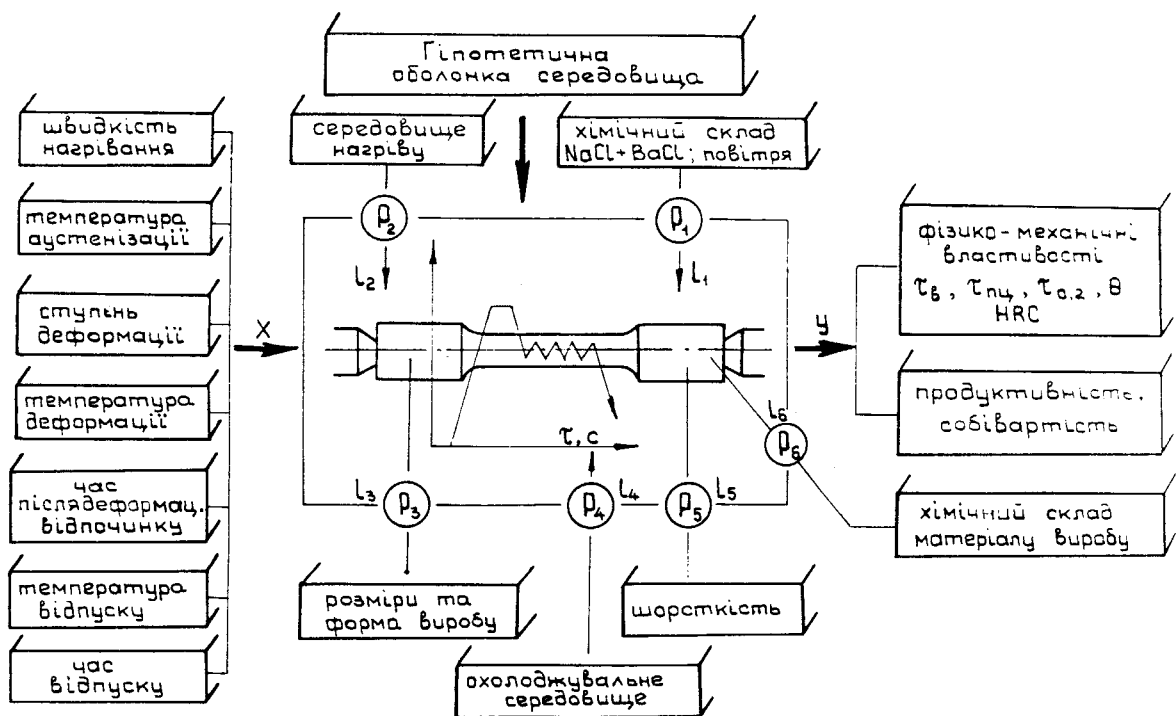 Гіпотетична
оболонка середовища
швидкість
нагрівання
температура
аустенізації
ступньь
деформації
температура
деформації
час
післядеформац.
відпочинку
температура
відпуску
час
відпуску
X
середовище
нагріву
хімічний склад
NaCl+BaCl; повітря
P₂
P₁
l₂
l₁
τ, с
l₃
P₃
P₄
l₄
P₅
l₅
l₆
P₆
розміри та
форма виробу
охолоджувальне
середовище
шорсткість
У
фізико-механічні
властивості
τв, τпц, τ0,2, θ
HRC
продуктивність,
собівартість
хімічний склад
матеріалу виробу